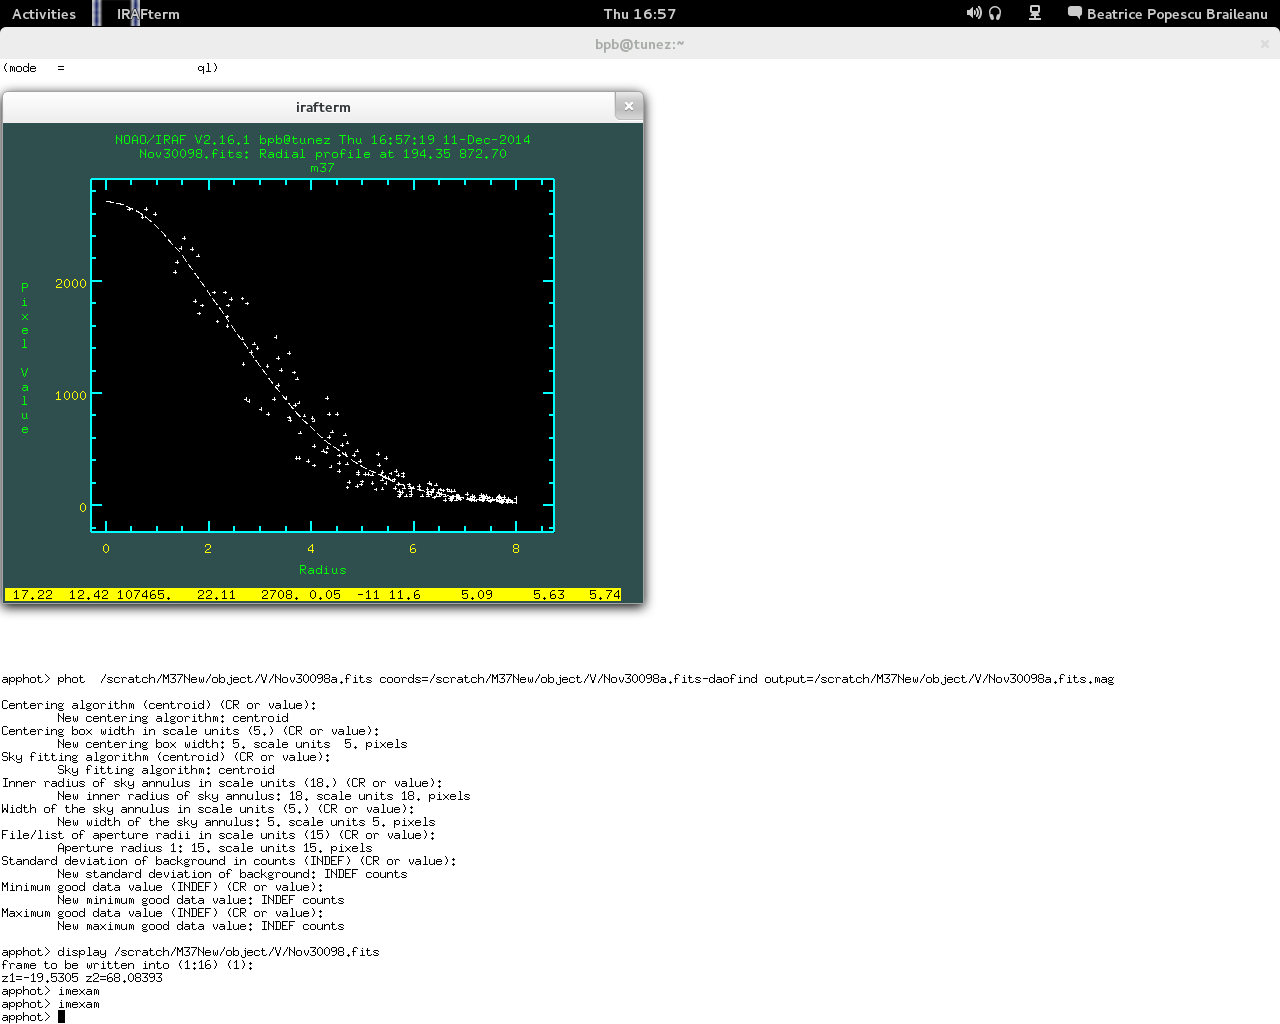 Activities IRAFterm Thu 16:57 Beatrice Popescu Braileanu
bpb@tunez:~
(mode = ql)
irafterm
NOAO/IRAF V2.16.1 bpb@tunez Thu 16:57:19 11-Dec-2014
Nov30098.fits: Radial profile at 194.35 872.70
m37
Pixel Value
2000
1000
0
0 2 4 6 8
Radius
17.22 12.42 107465. 22.11 2708. 0.05 -11 11.6 5.09 5.63 5.74
apphot> phot /scratch/M37New/object/V/Nov30098a.fits coords=/scratch/M37New/object/V/Nov30098a.fits-daofind output=/scratch/M37New/object/V/Nov30098a.fits.mag
Centering algorithm (centroid) (CR or value):
New centering algorithm: centroid
Centering box width in scale units (5.) (CR or value):
New centering box width: 5. scale units 5. pixels
Sky fitting algorithm (centroid) (CR or value):
Sky fitting algorithm: centroid
Inner radius of sky annulus in scale units (18.) (CR or value):
New inner radius of sky annulus: 18. scale units 18. pixels
Width of the sky annulus in scale units (5.) (CR or value):
New width of the sky annulus: 5. scale units 5. pixels
File/list of aperture radii in scale units (15) (CR or value):
Aperture radius 1: 15. scale units 15. pixels
Standard deviation of background in counts (INDEF) (CR or value):
New standard deviation of background: INDEF counts
Minimum good data value (INDEF) (CR or value):
New minimum good data value: INDEF counts
Maximum good data value (INDEF) (CR or value):
New maximum good data value: INDEF counts
apphot> display /scratch/M37New/object/V/Nov30098.fits
frame to be written into (1:16) (1):
z1=-19.5305 z2=68.08393
apphot> imexam
apphot> imexam
apphot>